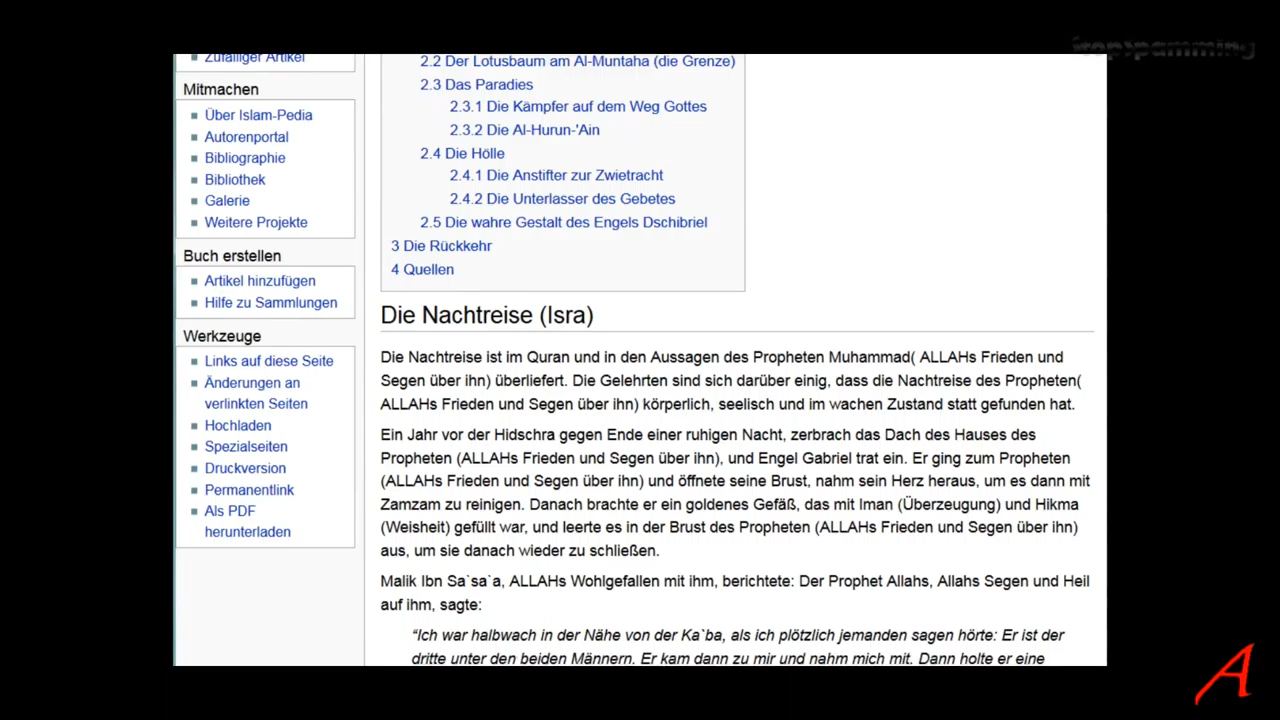 stopspamming
Zufälliger Artikel
Mitmachen
Über Islam-Pedia
Autorenportal
Bibliographie
Bibliothek
Galerie
Weitere Projekte
Buch erstellen
Artikel hinzufügen
Hilfe zu Sammlungen
Werkzeuge
Links auf diese Seite
Änderungen an
verlinkten Seiten
Hochladen
Spezialseiten
Druckversion
Permanentlink
Als PDF
herunterladen
2.2 Der Lotusbaum am Al-Muntaha (die Grenze)
2.3 Das Paradies
2.3.1 Die Kämpfer auf dem Weg Gottes
2.3.2 Die Al-Hurun-'Ain
2.4 Die Hölle
2.4.1 Die Anstifter zur Zwietracht
2.4.2 Die Unterlasser des Gebetes
2.5 Die wahre Gestalt des Engels Dschibriel
3 Die Rückkehr
4 Quellen
Die Nachtreise (Isra)
Die Nachtreise ist im Quran und in den Aussagen des Propheten Muhammad( ALLAHs Frieden und
Segen über ihn) überliefert. Die Gelehrten sind sich darüber einig, dass die Nachtreise des Propheten(
ALLAHs Frieden und Segen über ihn) körperlich, seelisch und im wachen Zustand statt gefunden hat.
Ein Jahr vor der Hidschra gegen Ende einer ruhigen Nacht, zerbrach das Dach des Hauses des
Propheten (ALLAHs Frieden und Segen über ihn), und Engel Gabriel trat ein. Er ging zum Propheten
(ALLAHs Frieden und Segen über ihn) und öffnete seine Brust, nahm sein Herz heraus, um es dann mit
Zamzam zu reinigen. Danach brachte er ein goldenes Gefäß, das mit Iman (Überzeugung) und Hikma
(Weisheit) gefüllt war, und leerte es in der Brust des Propheten (ALLAHs Frieden und Segen über ihn)
aus, um sie danach wieder zu schließen.
Malik Ibn Sa`sa`a, ALLAHs Wohlgefallen mit ihm, berichtete: Der Prophet Allahs, Allahs Segen und Heil
auf ihm, sagte:
“Ich war halbwach in der Nähe von der Ka`ba, als ich plötzlich jemanden sagen hörte: Er ist der
dritte unter den beiden Männern. Er kam dann zu mir und nahm mich mit. Dann holte er eine
A